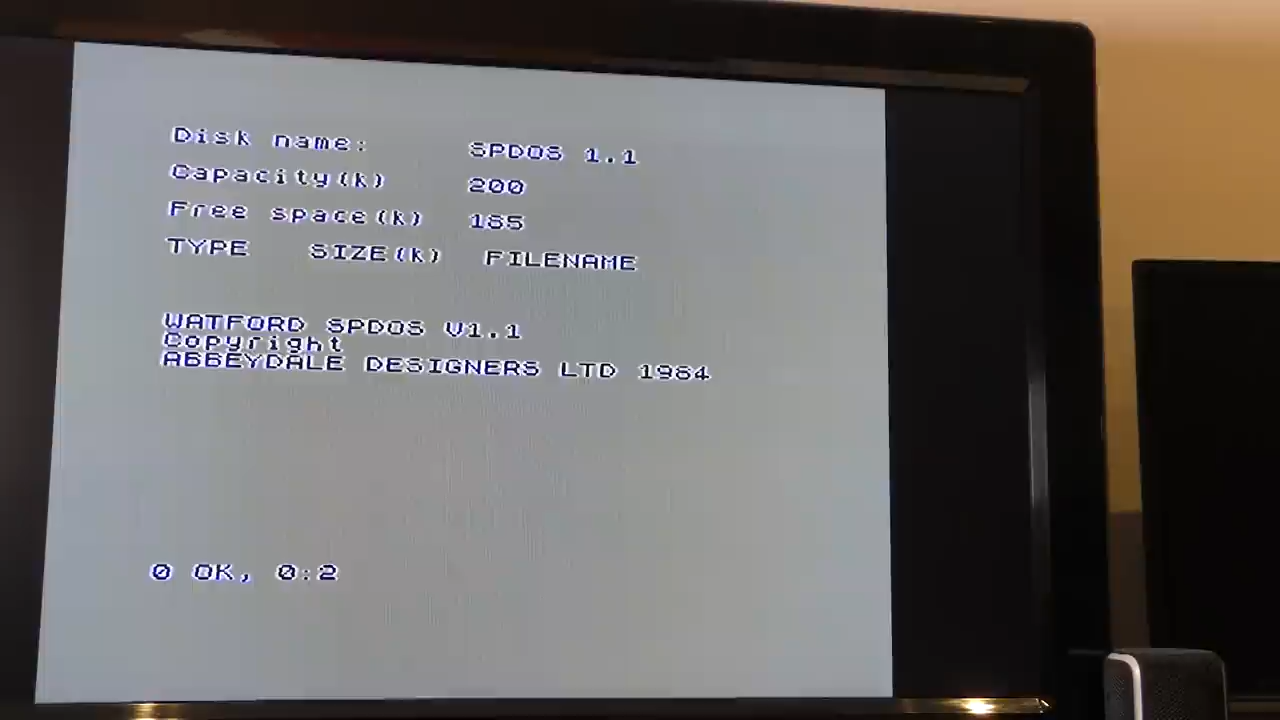 Disk name: SPDOS 1.1
Capacity(k) 200
Free space(k) 185
TYPE SIZE(k) FILENAME
WATFORD SPDOS V1.1
Copyright
ABBEYDALE DESIGNERS LTD 1984
0 OK, 0:2